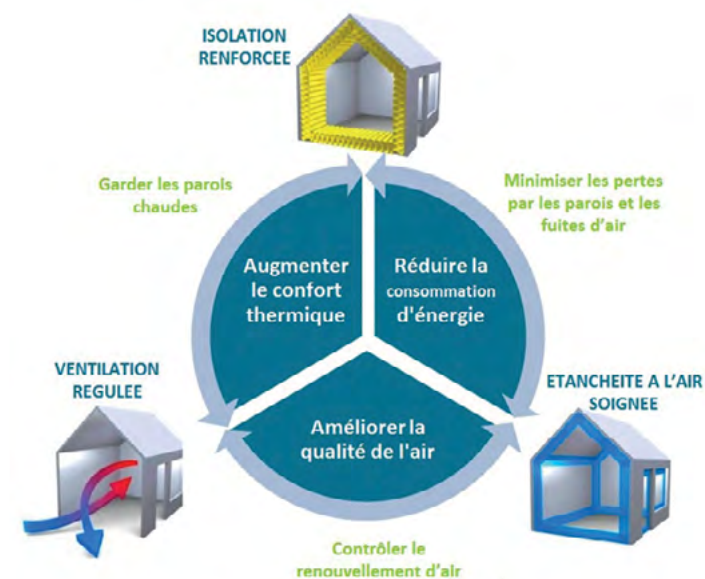 ISOLATION
RENFORCEE
Garder les parois
chaudes
Minimiser les pertes
par les parois et les
fuites d'air
Augmenter
le confort
thermique
Réduire la
consommation
d'énergie
VENTILATION
REGULEE
ETANCHEITE A L'AIR
SOIGNEE
Améliorer la
qualité de l'air
Contrôler le
renouvellement d'air